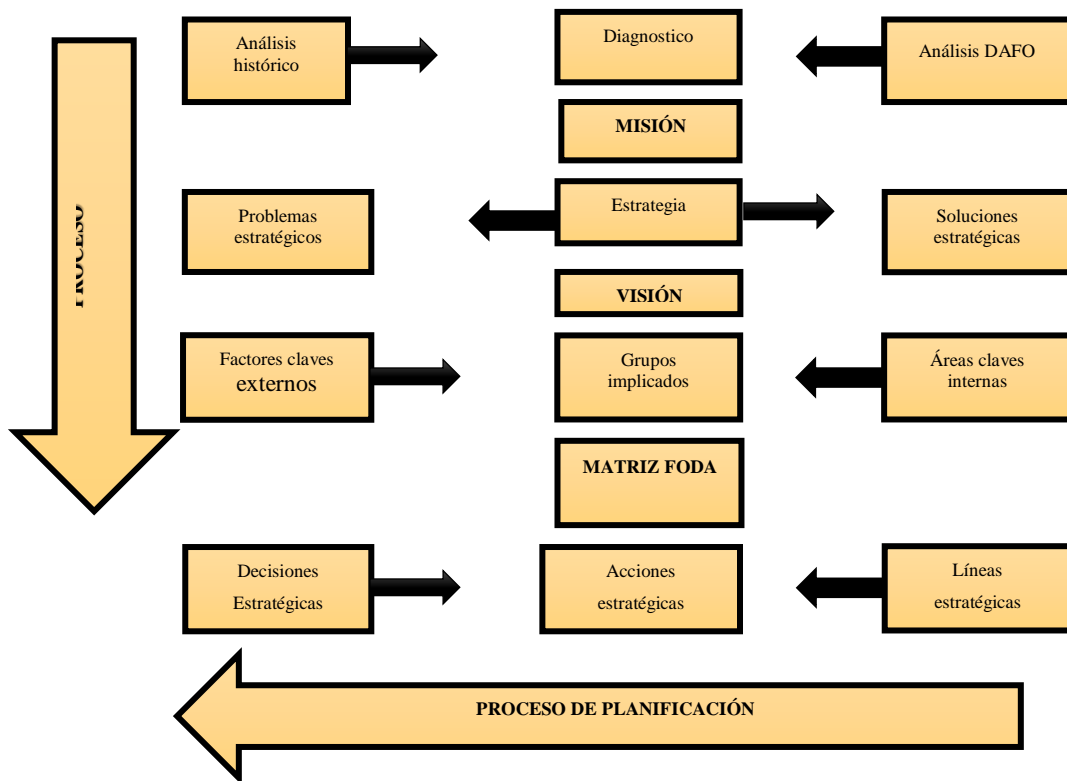 Análisis
histórico
Diagnostico
Análisis DAFO
MISIÓN
PROCESO
Problemas
estratégicos
Estrategia
Soluciones
estratégicas
VISIÓN
Factores claves
externos
Grupos
implicados
Áreas claves
internas
MATRIZ FODA
Decisiones
Estratégicas
Acciones
estratégicas
Líneas
estratégicas
PROCESO DE PLANIFICACIÓN